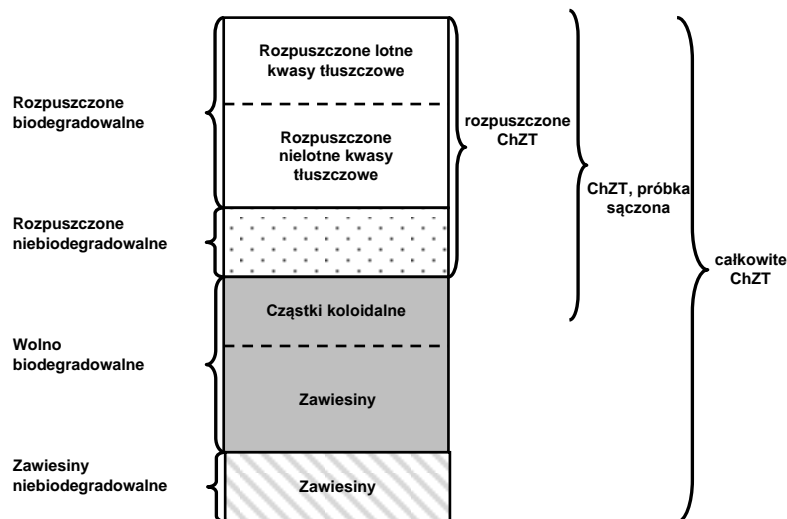 Rozpuszczone lotne
kwasy tłuszczowe
Rozpuszczone
biodegradowalne
rozpuszczone
ChZT
Rozpuszczone
nielotne kwasy
tłuszczowe
ChZT, próbka
sączona
Rozpuszczone
niebiodegradowalne
całkowite
ChZT
Cząstki koloidalne
Wolno
biodegradowalne
Zawiesiny
Zawiesiny
niebiodegradowalne
Zawiesiny